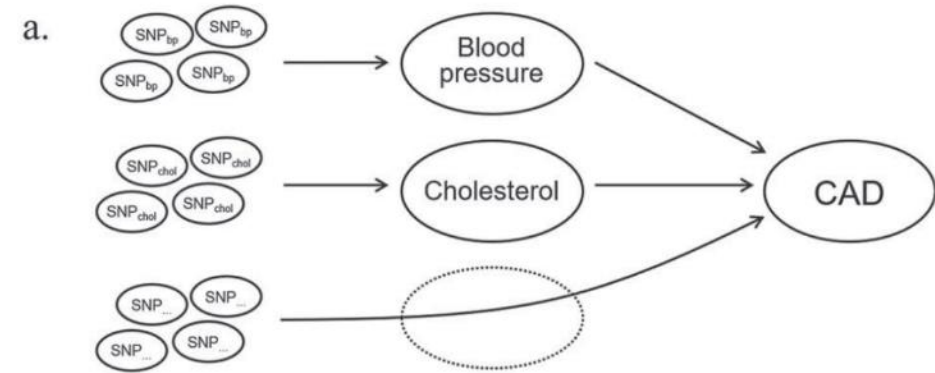 a.
SNPbp SNPbp
SNPbp SNPbp
Blood
pressure
SNPchol SNPchol
SNPchol SNPchol
Cholesterol
CAD
SNP... SNP...
SNP... SNP...